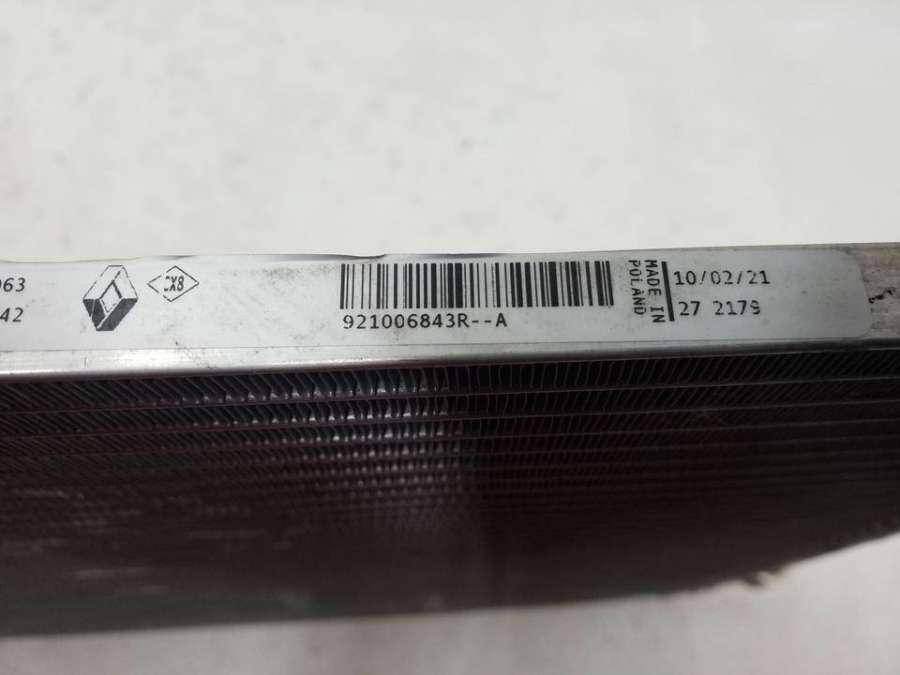 063
42
CX8
921006843R--A
MADE IN
POLAND
10/02/21
27 2179